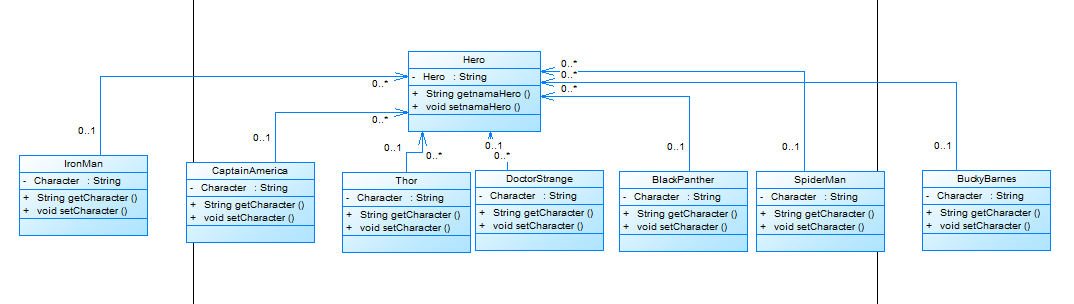 Hero
- Hero : String
+ String getnamaHero ()
+ void setnamaHero ()
0..*
0..*
0..*
0..*
0..*
0..1
0..1
0..1
0..*
0..1
0..*
0..1
0..1
0..1
IronMan
- Character : String
+ String getCharacter ()
+ void setCharacter ()
CaptainAmerica
- Character : String
+ String getCharacter ()
+ void setCharacter ()
Thor
- Character : String
+ String getCharacter ()
+ void setCharacter ()
DoctorStrange
- Character : String
+ String getCharacter ()
+ void setCharacter ()
BlackPanther
- Character : String
+ String getCharacter ()
+ void setCharacter ()
SpiderMan
- Character : String
+ String getCharacter ()
+ void setCharacter ()
BuckyBarnes
- Character : String
+ String getCharacter ()
+ void setCharacter ()